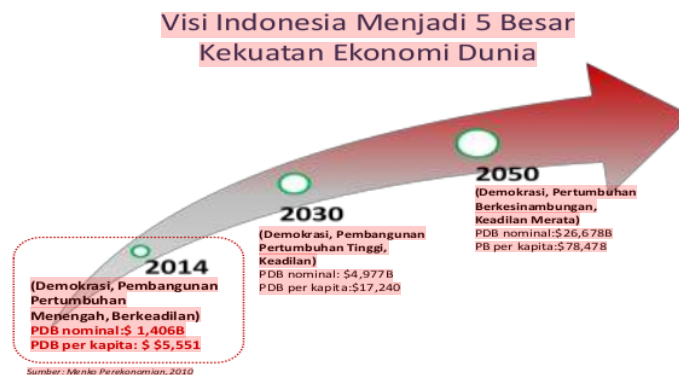 Visi Indonesia Menjadi 5 Besar
Kekuatan Ekonomi Dunia
2050
(Demokrasi, Pertumbuhan
Berkesinambungan,
Keadilan Merata)
PDB nominal:$26,678B
PB per kapita:$78,478
2030
(Demokrasi, Pembangunan
Pertumbuhan Tinggi,
Keadilan)
PDB nominal: $4,977B
PDB per kapita:$17,240
2014
(Demokrasi, Pembangunan
Pertumbuhan
Menengah, Berkeadilan)
PDB nominal:$ 1,406B
PDB per kapita: $ $5,551
Sumber: Menko Perekonomian, 2010